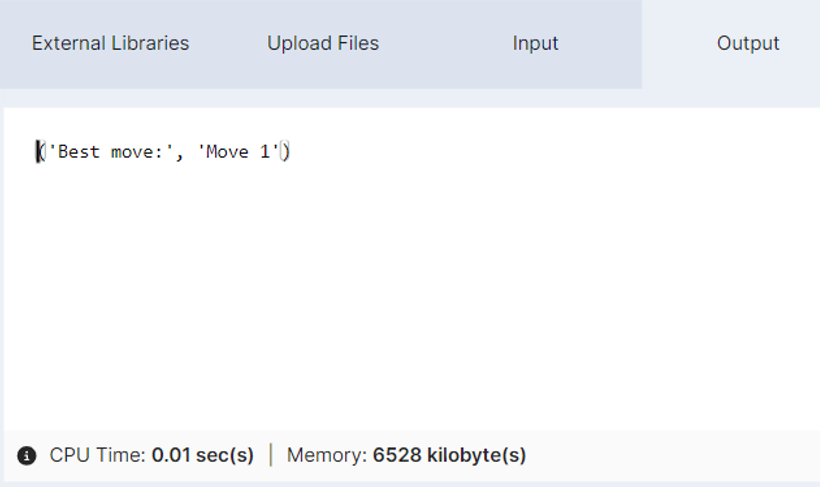 External Libraries Upload Files Input Output
('Best move:', 'Move 1')
CPU Time: 0.01 sec(s) | Memory: 6528 kilobyte(s)